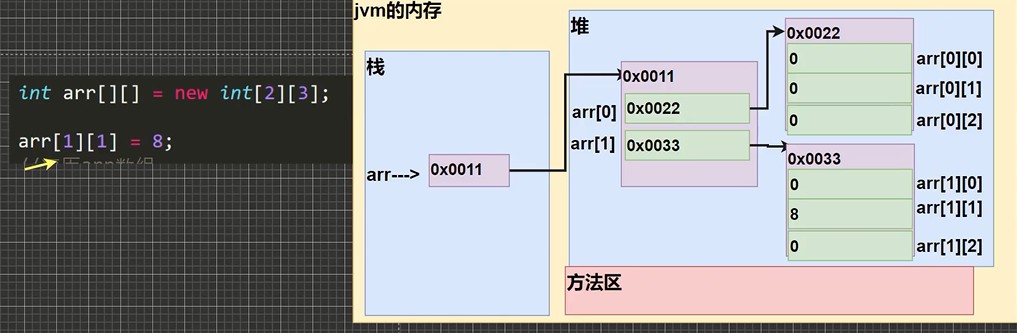 int arr[][] = new int[2][3];
arr[1][1] = 8;
jvm的内存
栈
arr--->
0x0011
堆
0x0011
arr[0]
0x0022
arr[1]
0x0033
0x0022
0
arr[0][0]
0
arr[0][1]
0
arr[0][2]
0x0033
0
arr[1][0]
8
arr[1][1]
0
arr[1][2]
方法区